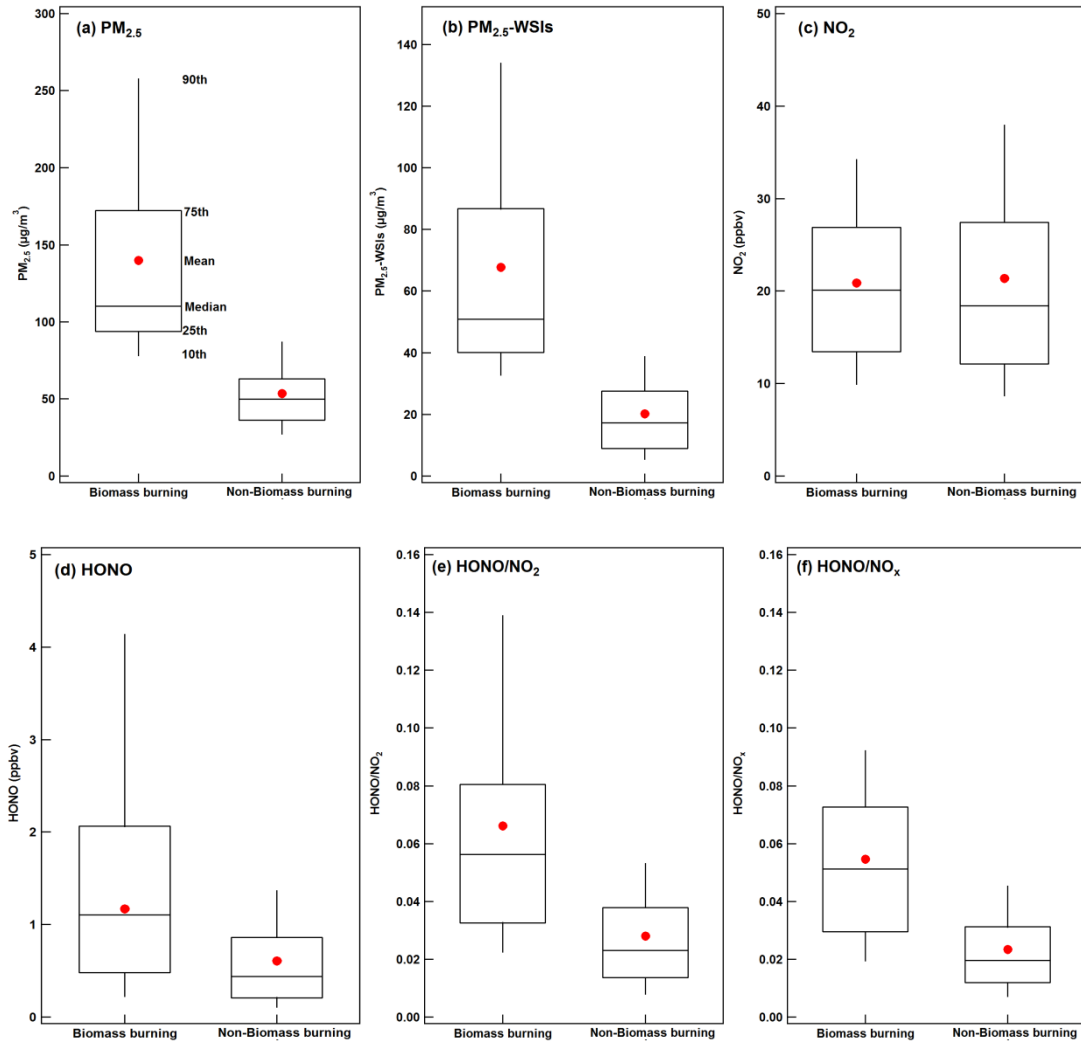 (a) PM2.5
PM2.5 (µg/m3)
300
250
200
150
100
50
0
90th
75th
Mean
Median
25th
10th
Biomass burning
Non-Biomass burning
(b) PM2.5-WSIs
PM2.5-WSIs (µg/m3)
140
120
100
80
60
40
20
0
Biomass burning
Non-Biomass burning
(c) NO2
NO2 (ppbv)
50
40
30
20
10
0
Biomass burning
Non-Biomass burning
(d) HONO
HONO (ppbv)
5
4
3
2
1
0
Biomass burning
Non-Biomass burning
(e) HONO/NO2
HONO/NO2
0.16
0.14
0.12
0.10
0.08
0.06
0.04
0.02
0.00
Biomass burning
Non-Biomass burning
(f) HONO/NOx
HONO/NOx
0.16
0.14
0.12
0.10
0.08
0.06
0.04
0.02
0.00
Biomass burning
Non-Biomass burning